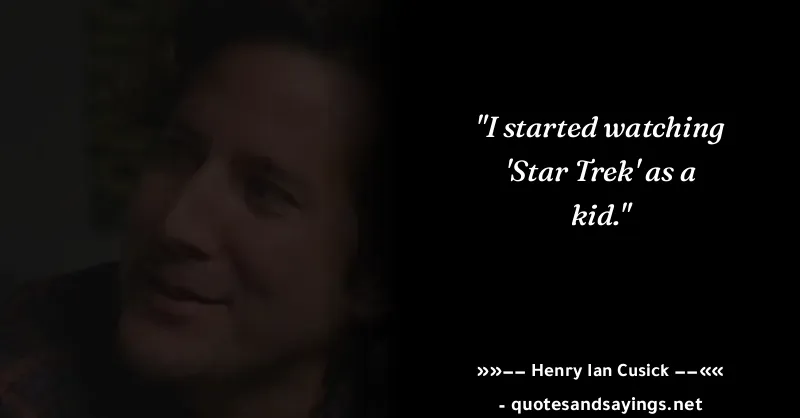 "I started watching
'Star Trek' as a
kid."
»»−− Henry Ian Cusick −−««
- quotesandsayings.net